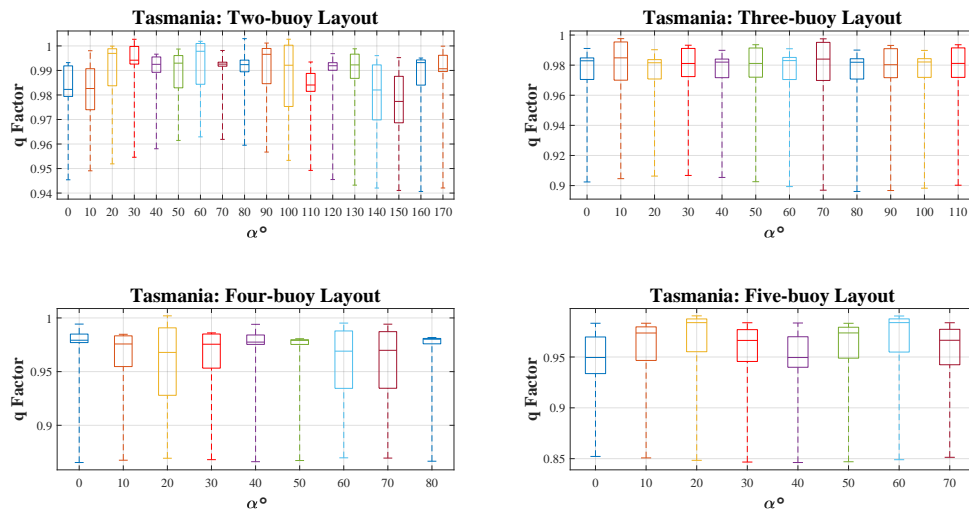 Tasmania: Two-buoy Layout
1
0.99
0.98
0.97
0.96
0.95
0.94
q Factor
0 10 20 30 40 50 60 70 80 90 100 110 120 130 140 150 160 170
α°
Tasmania: Three-buoy Layout
1
0.98
0.96
0.94
0.92
0.9
q Factor
0 10 20 30 40 50 60 70 80 90 100 110
α°
Tasmania: Four-buoy Layout
1
0.95
0.9
q Factor
0 10 20 30 40 50 60 70 80
α°
Tasmania: Five-buoy Layout
0.95
0.9
0.85
q Factor
0 10 20 30 40 50 60 70
α°